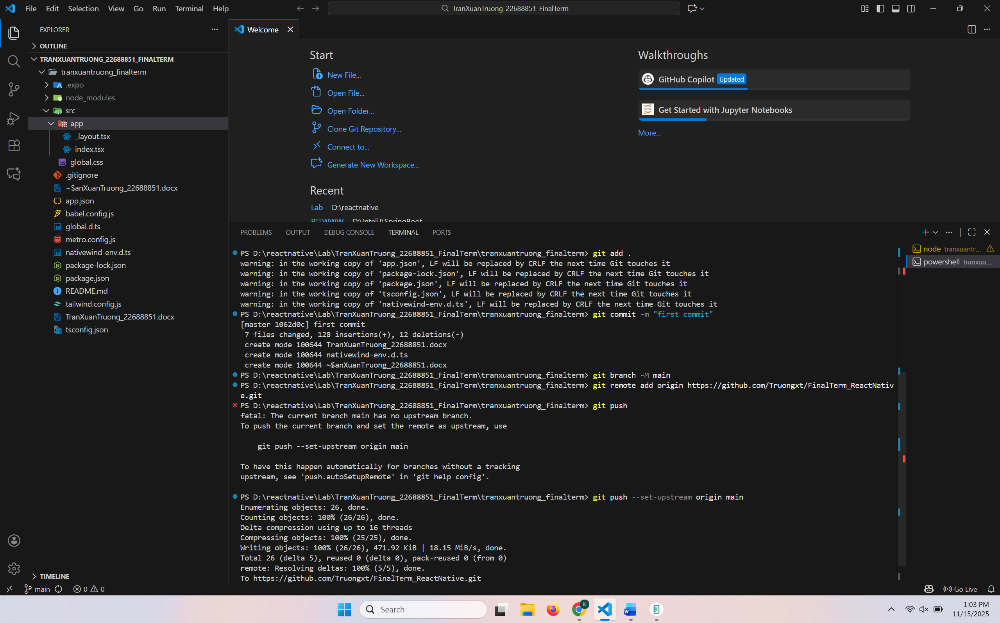 File Edit Selection View Go Run Terminal Help
TranXuanTruong_22688851_FinalTerm
EXPLORER
OUTLINE
TRANXUANTRUONG_22688851_FINALTERM
tranxuantruong_finalterm
.expo
node_modules
src
app
_layout.tsx
index.tsx
global.css
.gitignore
~$anXuanTruong_22688851.docx
app.json
babel.config.js
global.d.ts
metro.config.js
nativewind-env.d.ts
package-lock.json
package.json
README.md
tailwind.config.js
TranXuanTruong_22688851.docx
tsconfig.json
TIMELINE
Welcome
Start
New File...
Open File...
Open Folder...
Clone Git Repository...
Connect to...
Generate New Workspace...
Recent
Lab D:\reactnative
BTLWWW D:\InteliJ\SpringBoot
Walkthroughs
GitHub Copilot Updated
Get Started with Jupyter Notebooks
More...
PROBLEMS OUTPUT DEBUG CONSOLE TERMINAL PORTS
PS D:\reactnative\Lab\TranXuanTruong_22688851_FinalTerm\tranxuantruong_finalterm> git add .
warning: in the working copy of 'app.json', LF will be replaced by CRLF the next time Git touches it
warning: in the working copy of 'package-lock.json', LF will be replaced by CRLF the next time Git touches it
warning: in the working copy of 'package.json', LF will be replaced by CRLF the next time Git touches it
warning: in the working copy of 'tsconfig.json', LF will be replaced by CRLF the next time Git touches it
warning: in the working copy of 'nativewind-env.d.ts', LF will be replaced by CRLF the next time Git touches it
PS D:\reactnative\Lab\TranXuanTruong_22688851_FinalTerm\tranxuantruong_finalterm> git commit -m "first commit"
[master 1062d0c] first commit
7 files changed, 128 insertions(+), 12 deletions(-)
create mode 100644 TranXuanTruong_22688851.docx
create mode 100644 nativewind-env.d.ts
create mode 100644 ~$anXuanTruong_22688851.docx
PS D:\reactnative\Lab\TranXuanTruong_22688851_FinalTerm\tranxuantruong_finalterm> git branch -M main
PS D:\reactnative\Lab\TranXuanTruong_22688851_FinalTerm\tranxuantruong_finalterm> git remote add origin https://github.com/Truongxt/FinalTerm_ReactNativ
e.git
PS D:\reactnative\Lab\TranXuanTruong_22688851_FinalTerm\tranxuantruong_finalterm> git push
fatal: The current branch main has no upstream branch.
To push the current branch and set the remote as upstream, use
git push --set-upstream origin main
To have this happen automatically for branches without a tracking
upstream, see 'push.autoSetupRemote' in 'git help config'.
PS D:\reactnative\Lab\TranXuanTruong_22688851_FinalTerm\tranxuantruong_finalterm> git push --set-upstream origin main
Enumerating objects: 26, done.
Counting objects: 100% (26/26), done.
Delta compression using up to 16 threads
Compressing objects: 100% (25/25), done.
Writing objects: 100% (26/26), 471.92 KiB | 18.15 MiB/s, done.
Total 26 (delta 5), reused 0 (delta 0), pack-reused 0 (from 0)
remote: Resolving deltas: 100% (5/5), done.
To https://github.com/Truongxt/FinalTerm_ReactNative.git
node tranxuantr...
powershell tranxua...
main 0 0
Go Live
Search
K
1:03 PM
11/15/2025